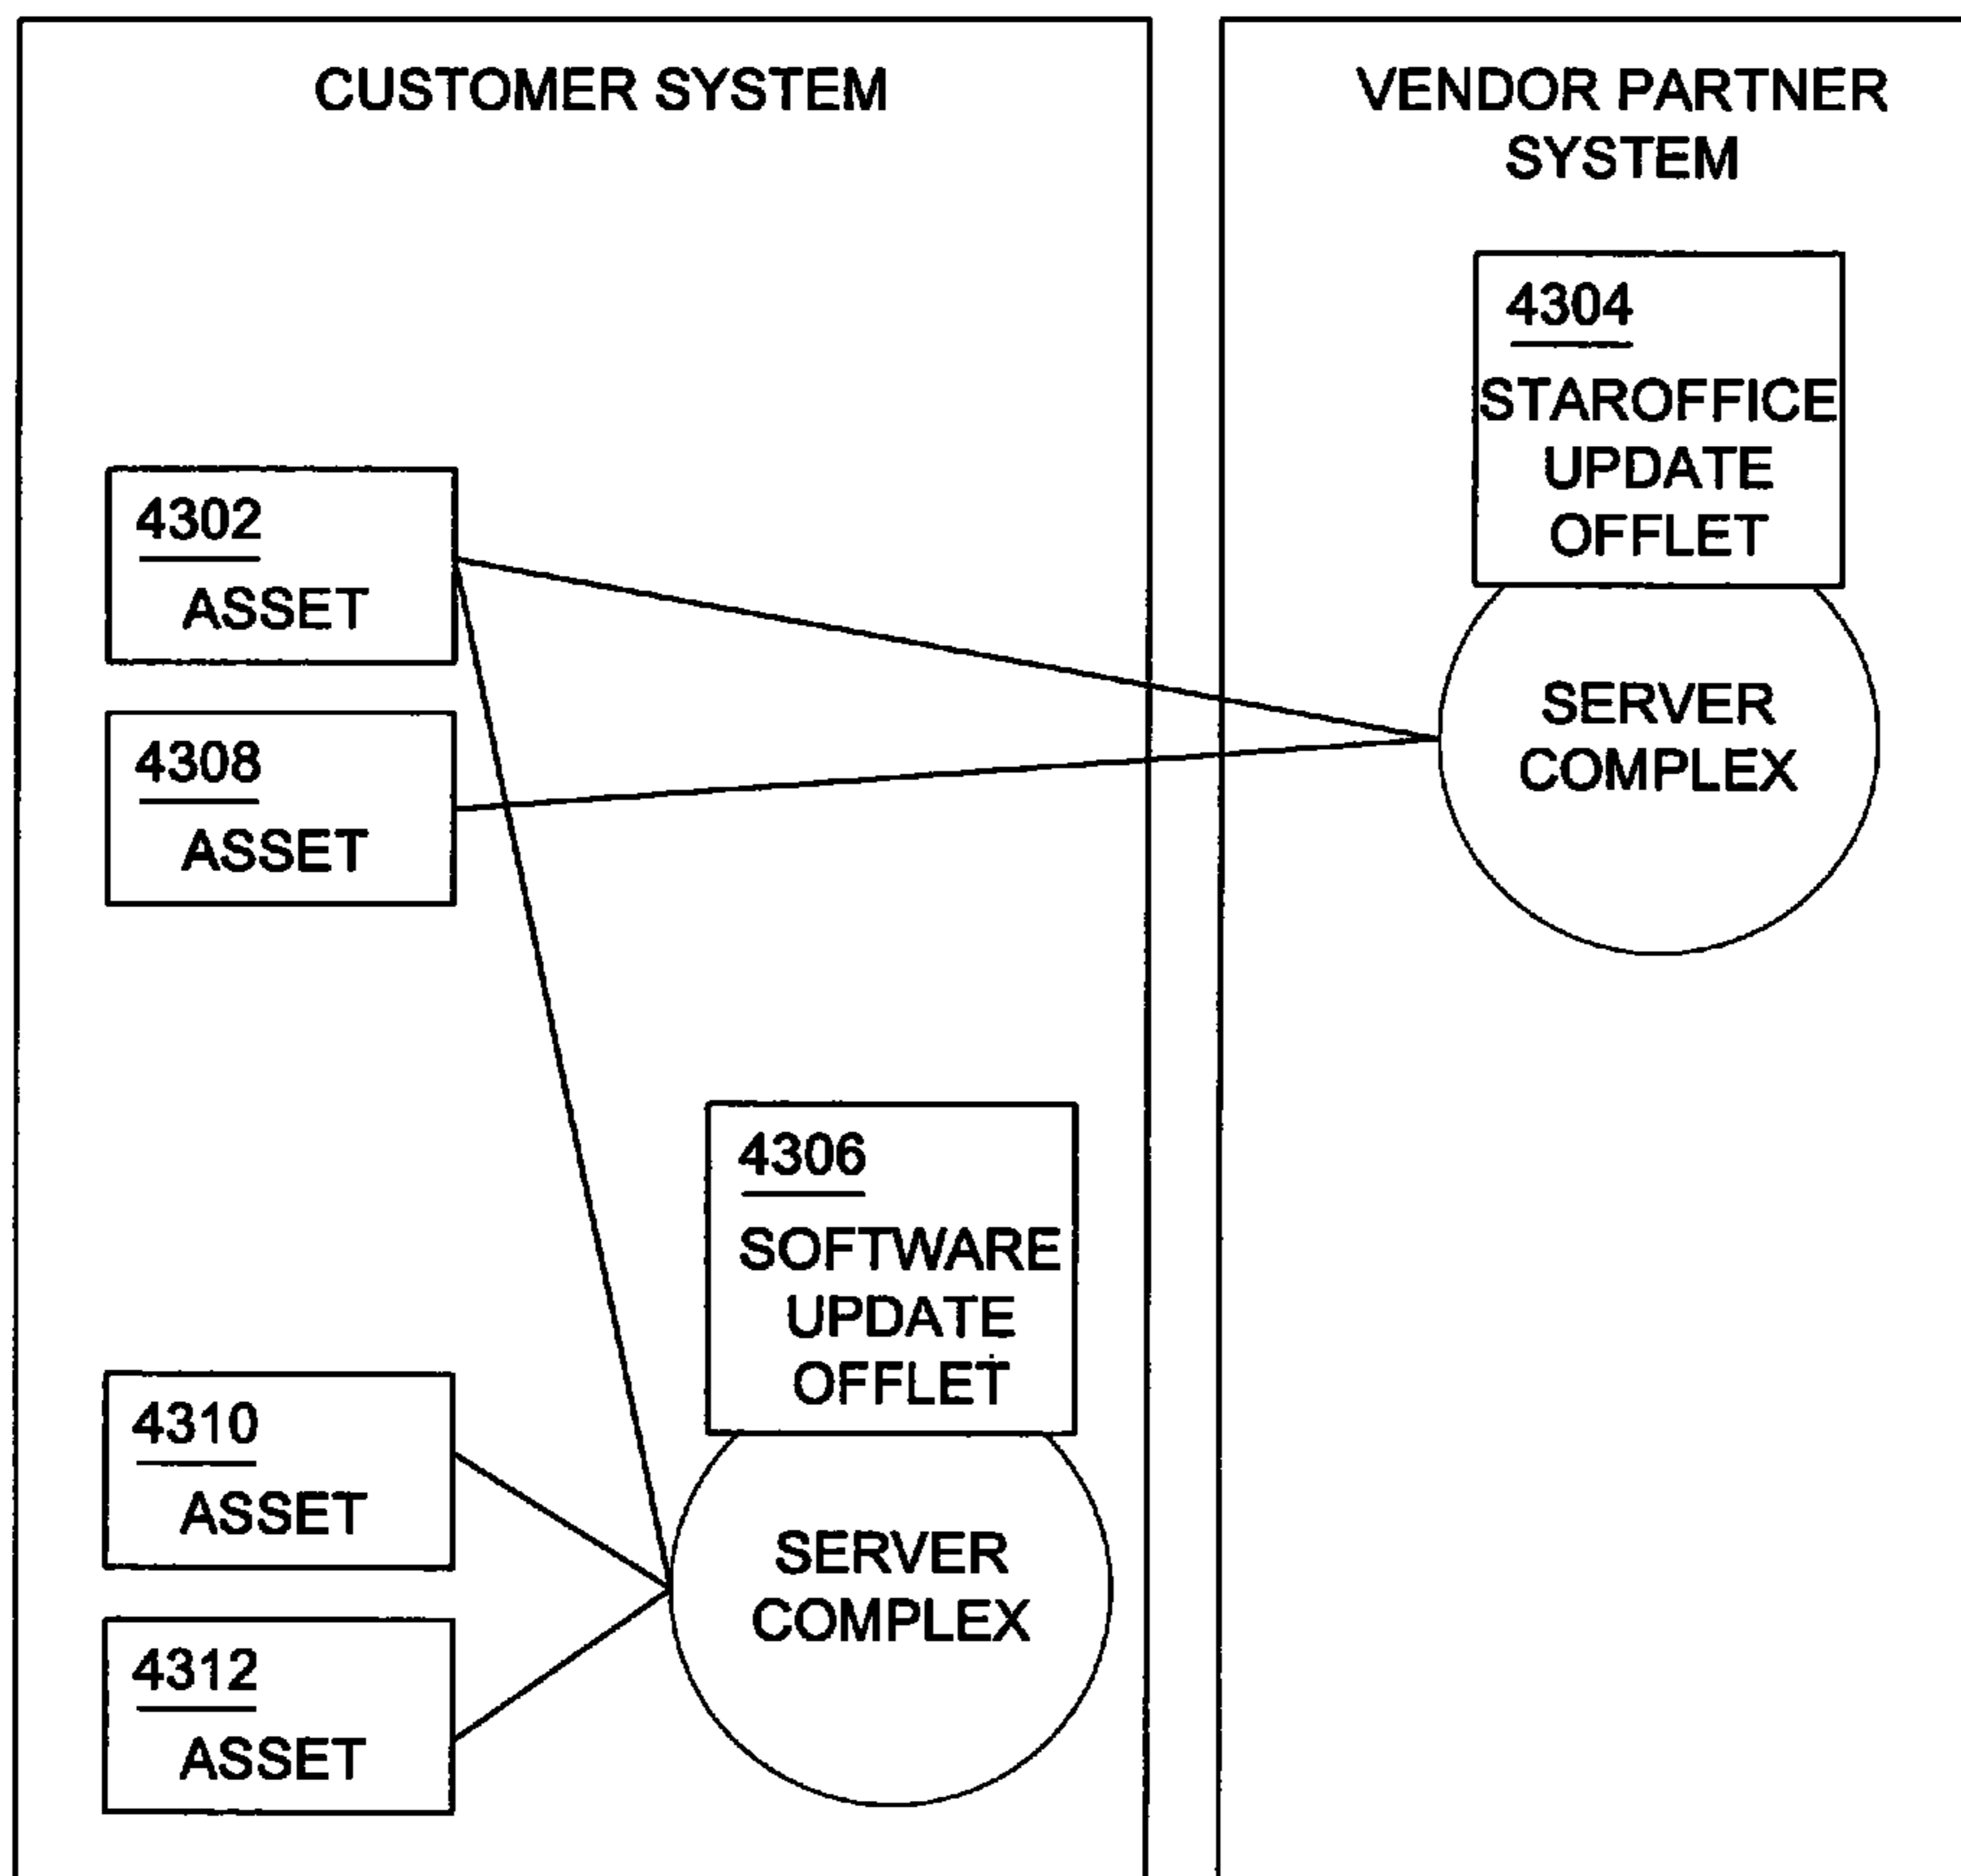 CUSTOMER SYSTEM
VENDOR PARTNER
SYSTEM
4304
STAROFFICE
UPDATE
OFFLET
SERVER
COMPLEX
4302
ASSET
4308
ASSET
4306
SOFTWARE
UPDATE
OFFLET
SERVER
COMPLEX
4310
ASSET
4312
ASSET